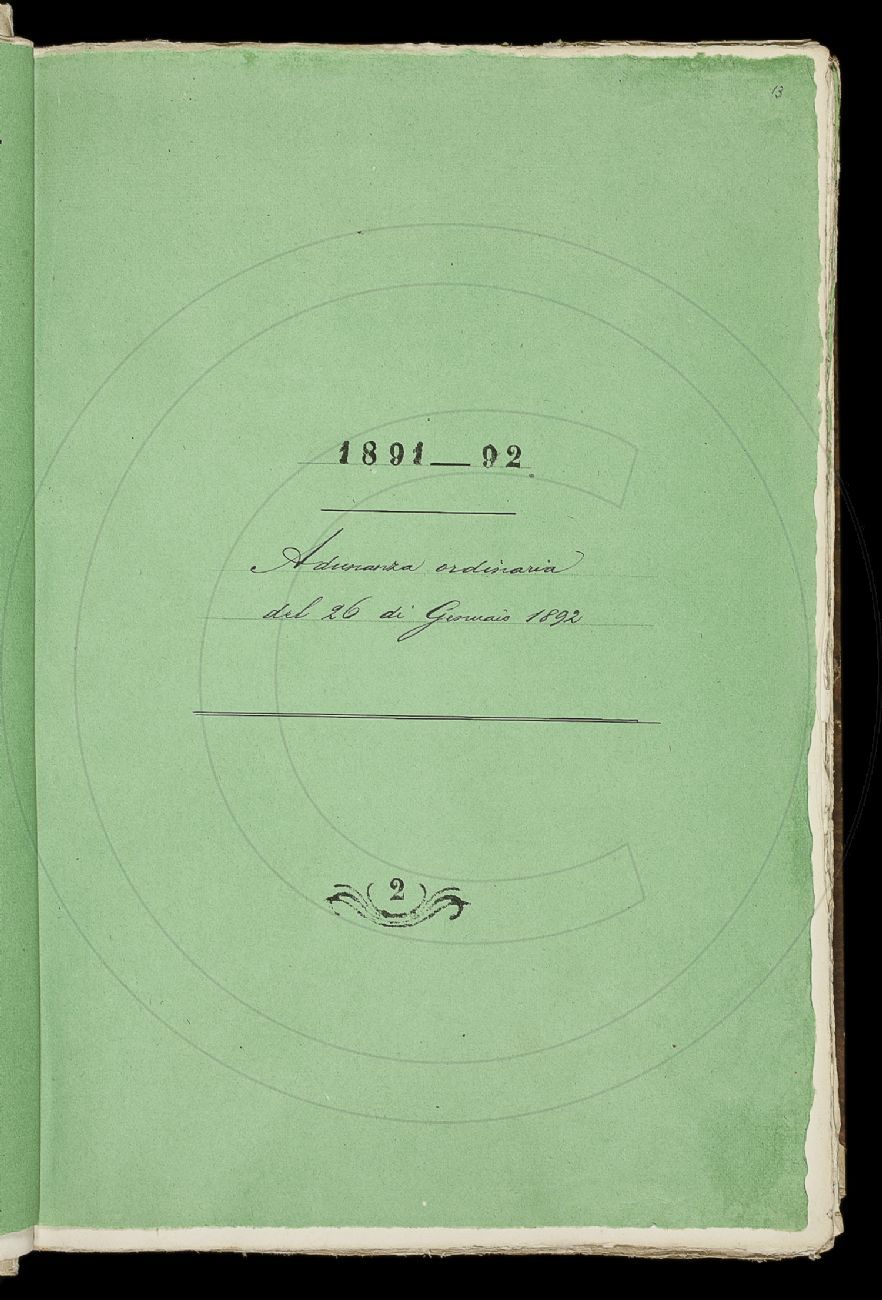 13
1891—92
Adunanza ordinaria
del 26 di Gennaio 1892
2